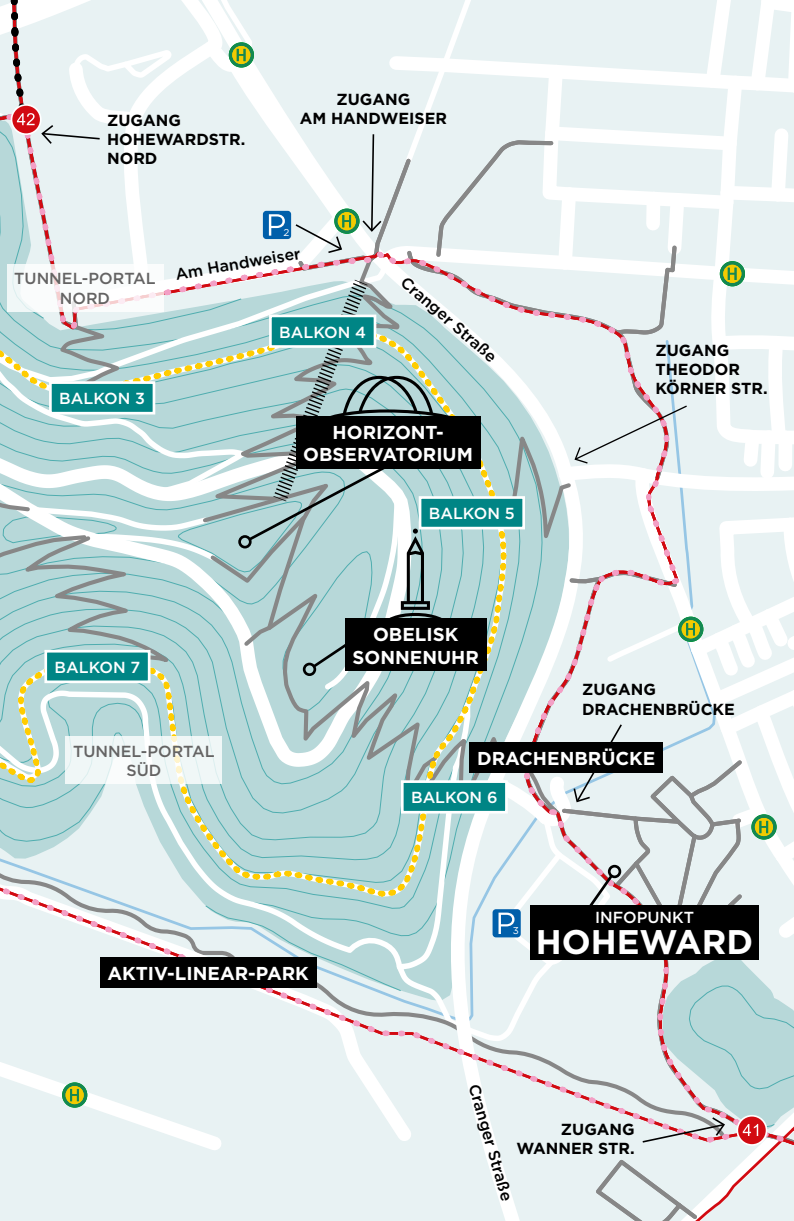 H
ZUGANG
AM HANDWEISER
42
ZUGANG
HOHEWARDSTR.
NORD
P2
H
H
Am Handweiser
TUNNEL-PORTAL
NORD
Cranger Straße
BALKON 4
ZUGANG
THEODOR
KÖRNER STR.
BALKON 3
HORIZONT-
OBSERVATORIUM
BALKON 5
OBELISK
SONNENUHR
H
BALKON 7
ZUGANG
DRACHENBRÜCKE
TUNNEL-PORTAL
SÜD
DRACHENBRÜCKE
BALKON 6
H
P3
INFOPUNKT
HOHEWARD
AKTIV-LINEAR-PARK
H
Cranger Straße
ZUGANG
WANNER STR.
41